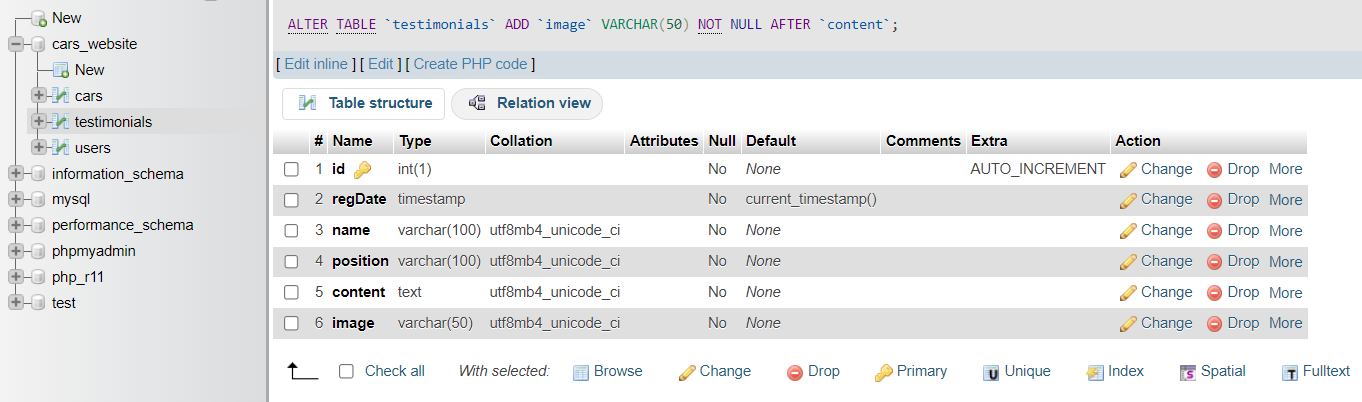 New
cars_website
New
cars
testimonials
users
information_schema
mysql
performance_schema
phpmyadmin
php_r11
test
ALTER TABLE `testimonials` ADD `image` VARCHAR(50) NOT NULL AFTER `content`;
[ Edit inline ] [ Edit ] [ Create PHP code ]
Table structure Relation view
# Name Type Collation Attributes Null Default Comments Extra Action
1 id int(1) No None AUTO_INCREMENT Change Drop More
2 regDate timestamp No current_timestamp() Change Drop More
3 name varchar(100) utf8mb4_unicode_ci No None Change Drop More
4 position varchar(100) utf8mb4_unicode_ci No None Change Drop More
5 content text utf8mb4_unicode_ci No None Change Drop More
6 image varchar(50) utf8mb4_unicode_ci No None Change Drop More
Check all With selected: Browse Change Drop Primary U Unique Index S Spatial T Fulltext